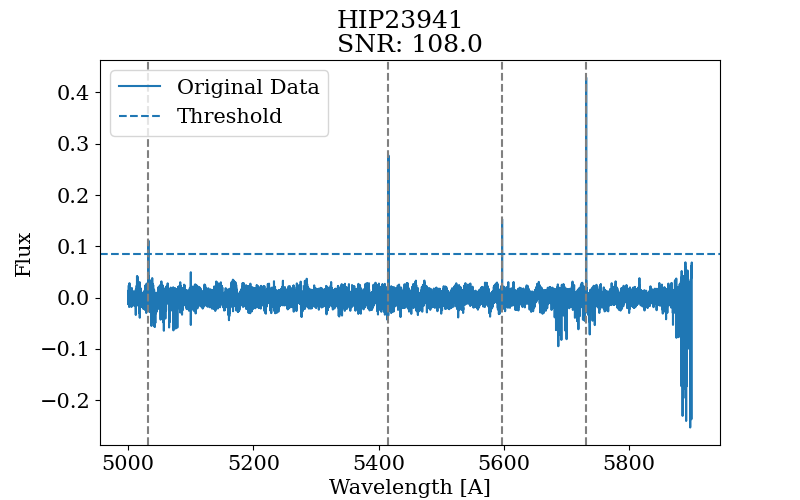 HIP23941
SNR: 108.0
Original Data
Threshold
Flux
0.4
0.3
0.2
0.1
0.0
−0.1
−0.2
5000
5200
5400
5600
5800
Wavelength [A]